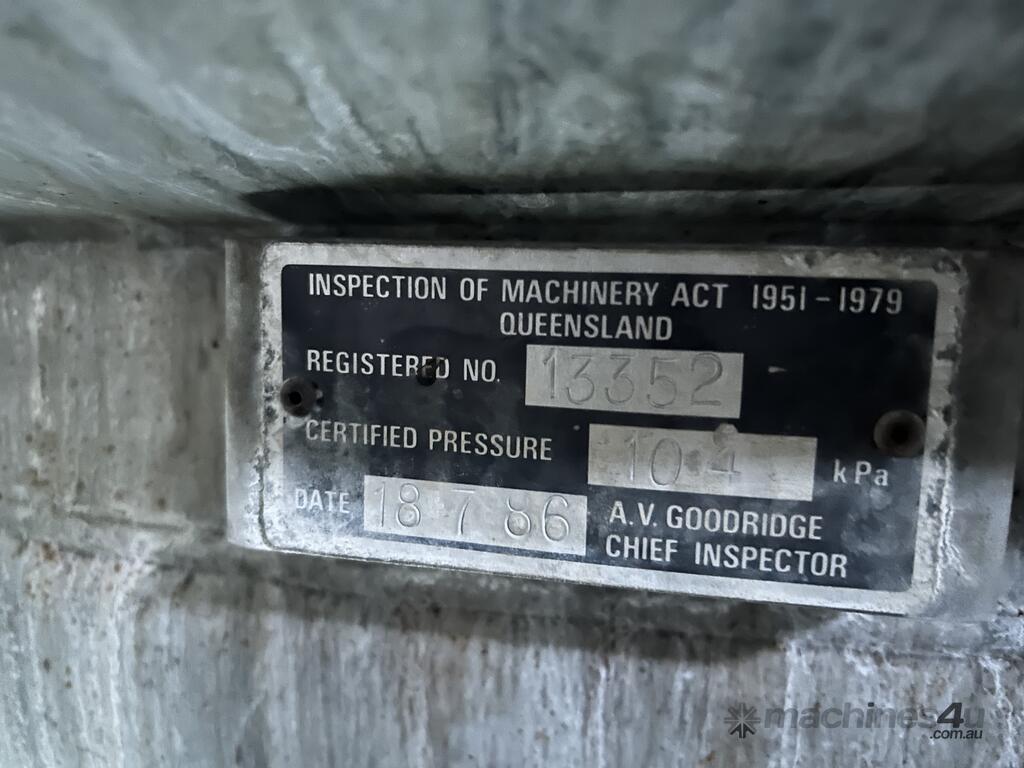 INSPECTION OF MACHINERY ACT 1951-1979
QUEENSLAND
REGISTERED NO. 13352
CERTIFIED PRESSURE 104 kPa
DATE 18 7 86
A.V. GOODRIDGE
CHIEF INSPECTOR
machines4u
.com.au